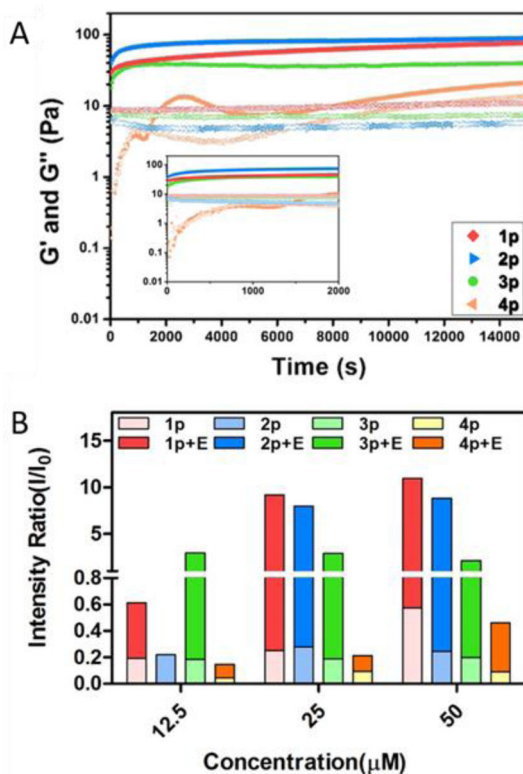 A
G' and G'' (Pa)
100
10
1
0.1
0.01
100
10
1
0.1
0.01
0
1000
2000
1p
2p
3p
4p
0 2000 4000 6000 8000 10000 12000 14000
Time (s)
B
1p 2p 3p 4p
1p+E 2p+E 3p+E 4p+E
Intensity Ratio(I/I0)
15
10
5
0.8
0.6
0.4
0.2
0.0
12.5
25
50
Concentration(μM)